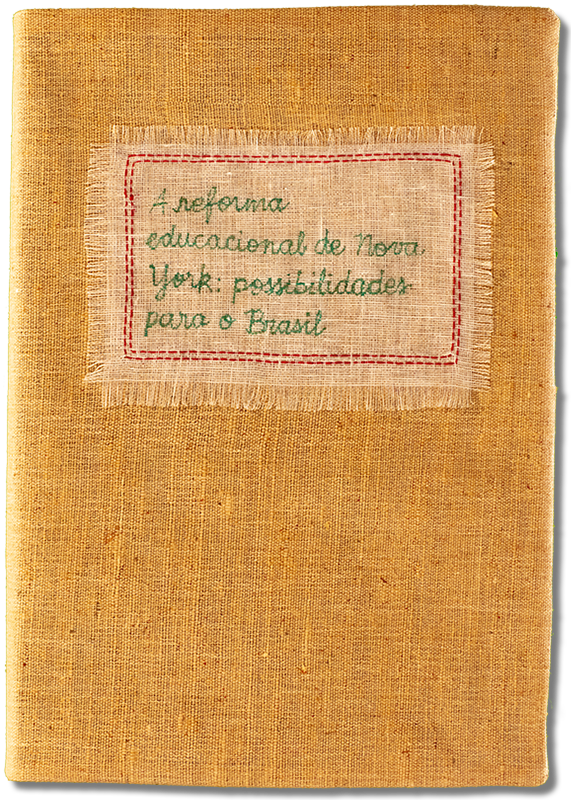 A reforma
educacional de Nova
York: possibilidades
para o Brasil